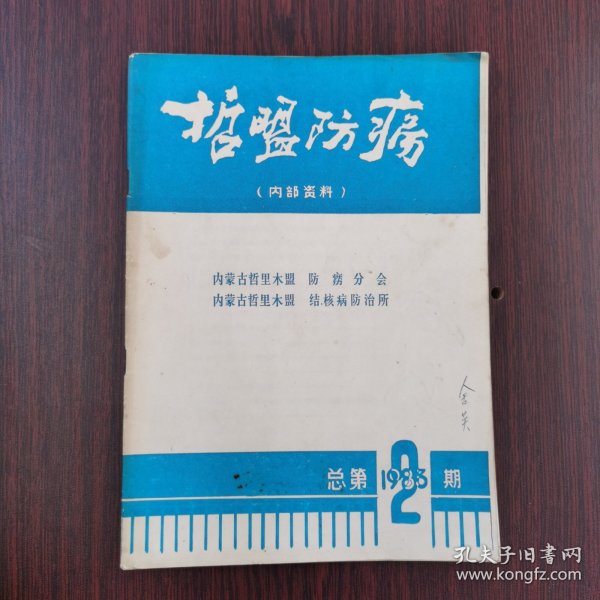 哲盟防痨
（内部资料）
内蒙古哲里木盟 防痨分会
内蒙古哲里木盟 结核病防治所
总第 2 期
1983
孔夫子旧书网
www.kongfz.com